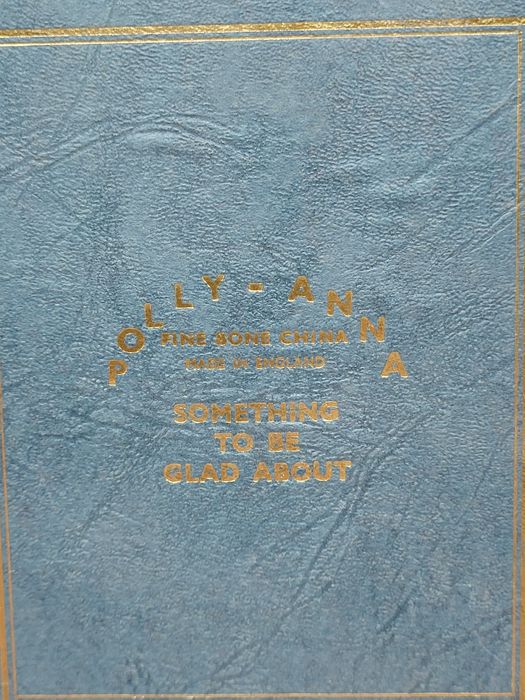 POLLY - ANNA
FINE BONE CHINA
MADE IN ENGLAND
SOMETHING
TO BE
GLAD ABOUT